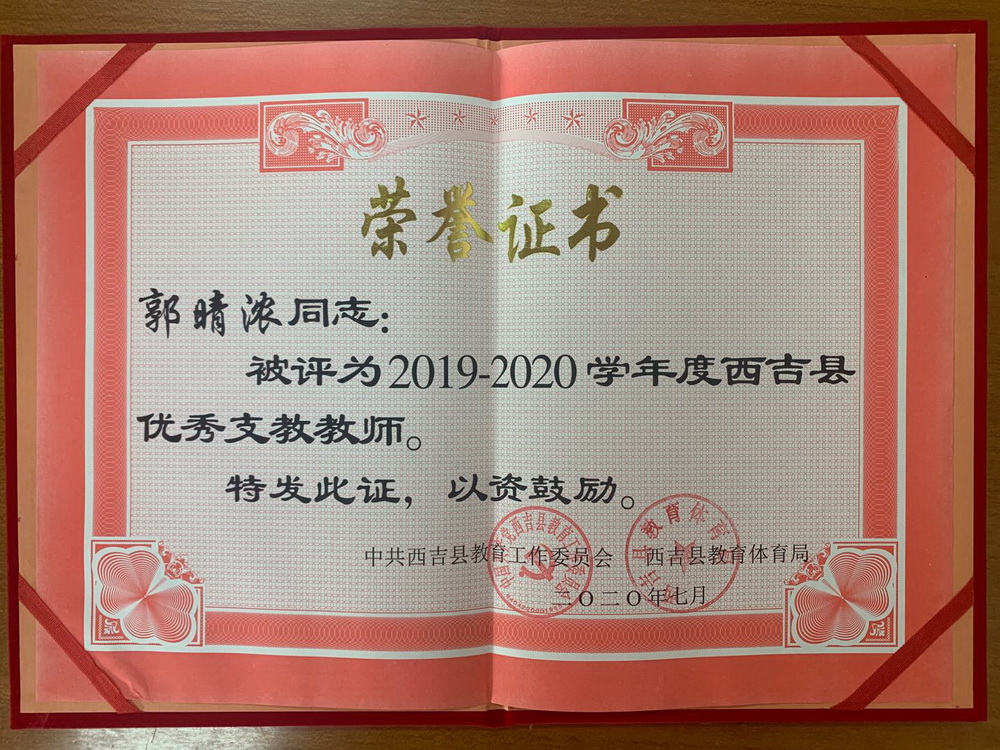 荣誉证书
郭晴浓同志：
被评为2019-2020学年度西吉县
优秀支教教师。
特发此证，以资鼓励。
中共西吉县教育工作委员会 西吉县教育体育局
二〇二〇年七月